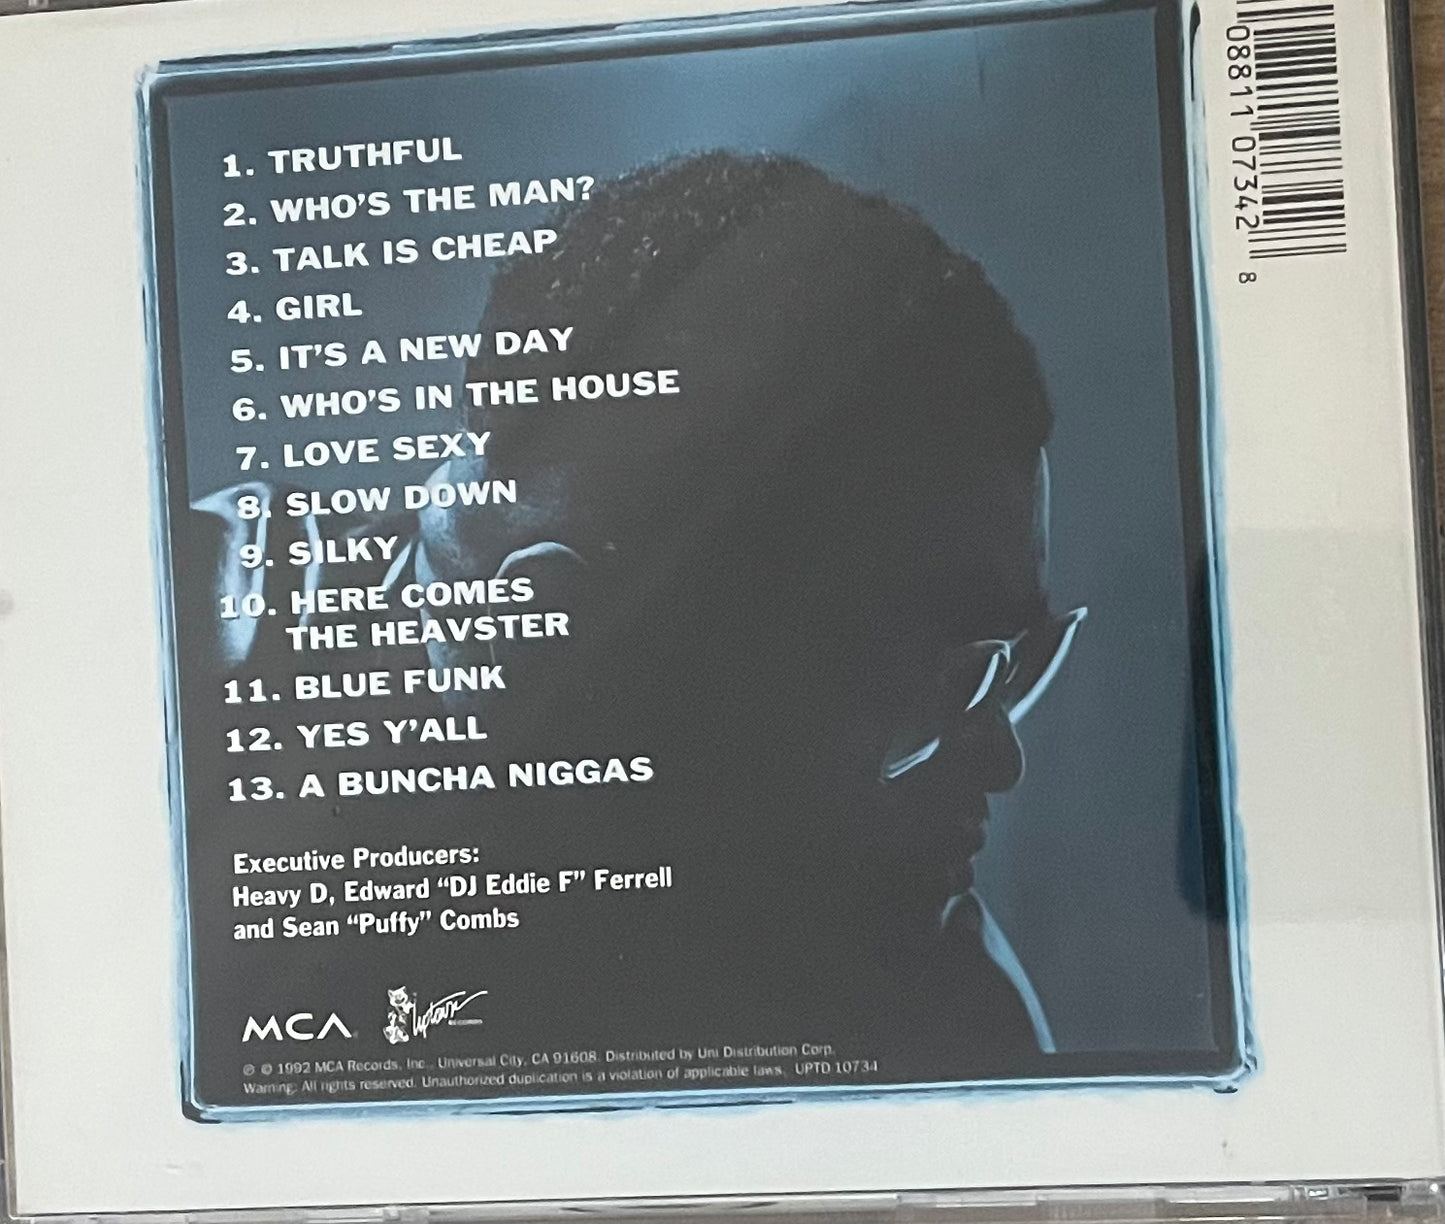 1. TRUTHFUL
2. WHO'S THE MAN?
3. TALK IS CHEAP
4. GIRL
5. IT'S A NEW DAY
6. WHO'S IN THE HOUSE
7. LOVE SEXY
8. SLOW DOWN
9. SILKY
10. HERE COMES
THE HEAVSTER
11. BLUE FUNK
12. YES Y'ALL
13. A BUNCHA NIGGAS
Executive Producers:
Heavy D, Edward “DJ Eddie F” Ferrell
and Sean “Puffy” Combs
MCA Uptown RECORDS
℗ © 1992 MCA Records, Inc., Universal City, CA 91608. Distributed by Uni Distribution Corp.
Warning: All rights reserved. Unauthorized duplication is a violation of applicable laws. UPTD 10734
08811 07342 8